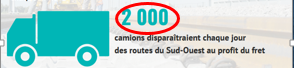 2 000
camions disparaîtraient chaque jour
des routes du Sud-Ouest au profit du fret